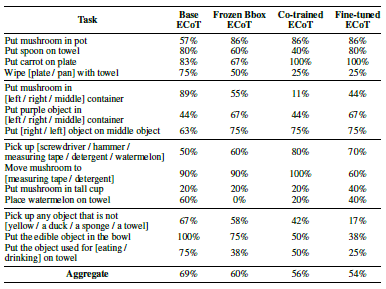 Task Base ECoT Frozen Bbox ECoT Co-trained ECoT Fine-tuned ECoT
Put mushroom in pot 57% 86% 86% 86%
Put spoon on towel 80% 60% 40% 80%
Put carrot on plate 83% 67% 100% 100%
Wipe [plate / pan] with towel 75% 50% 25% 25%
Put mushroom in
[left / right / middle] container 89% 55% 11% 44%
Put purple object in
[left / right / middle] container 44% 67% 44% 67%
Put [right / left] object on middle object 63% 75% 75% 75%
Pick up [screwdriver / hammer /
measuring tape / detergent / watermelon] 50% 60% 80% 70%
Move mushroom to
[measuring tape / detergent] 90% 90% 100% 60%
Put mushroom in tall cup 20% 20% 20% 40%
Place watermelon on towel 60% 0% 20% 40%
Pick up any object that is not
[yellow / a duck / a sponge / a towel] 67% 58% 42% 17%
Put the edible object in the bowl 100% 75% 50% 38%
Put the object used for [eating /
drinking] on towel 75% 38% 50% 25%
Aggregate 69% 60% 56% 54%